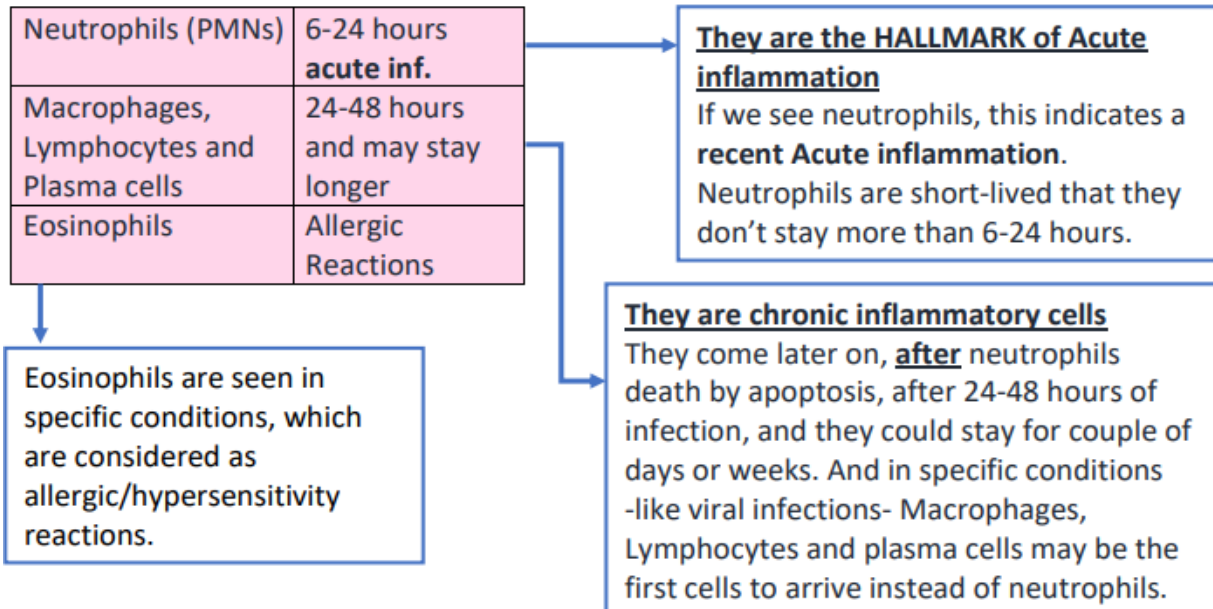 Neutrophils (PMNs)
6-24 hours
acute inf.
Macrophages,
Lymphocytes and
Plasma cells
24-48 hours
and may stay
longer
Eosinophils
Allergic
Reactions
They are the HALLMARK of Acute
inflammation
If we see neutrophils, this indicates a
recent Acute inflammation.
Neutrophils are short-lived that they
don’t stay more than 6-24 hours.
They are chronic inflammatory cells
They come later on, after neutrophils
death by apoptosis, after 24-48 hours of
infection, and they could stay for couple of
days or weeks. And in specific conditions
-like viral infections- Macrophages,
Lymphocytes and plasma cells may be the
first cells to arrive instead of neutrophils.
Eosinophils are seen in
specific conditions, which
are considered as
allergic/hypersensitivity
reactions.